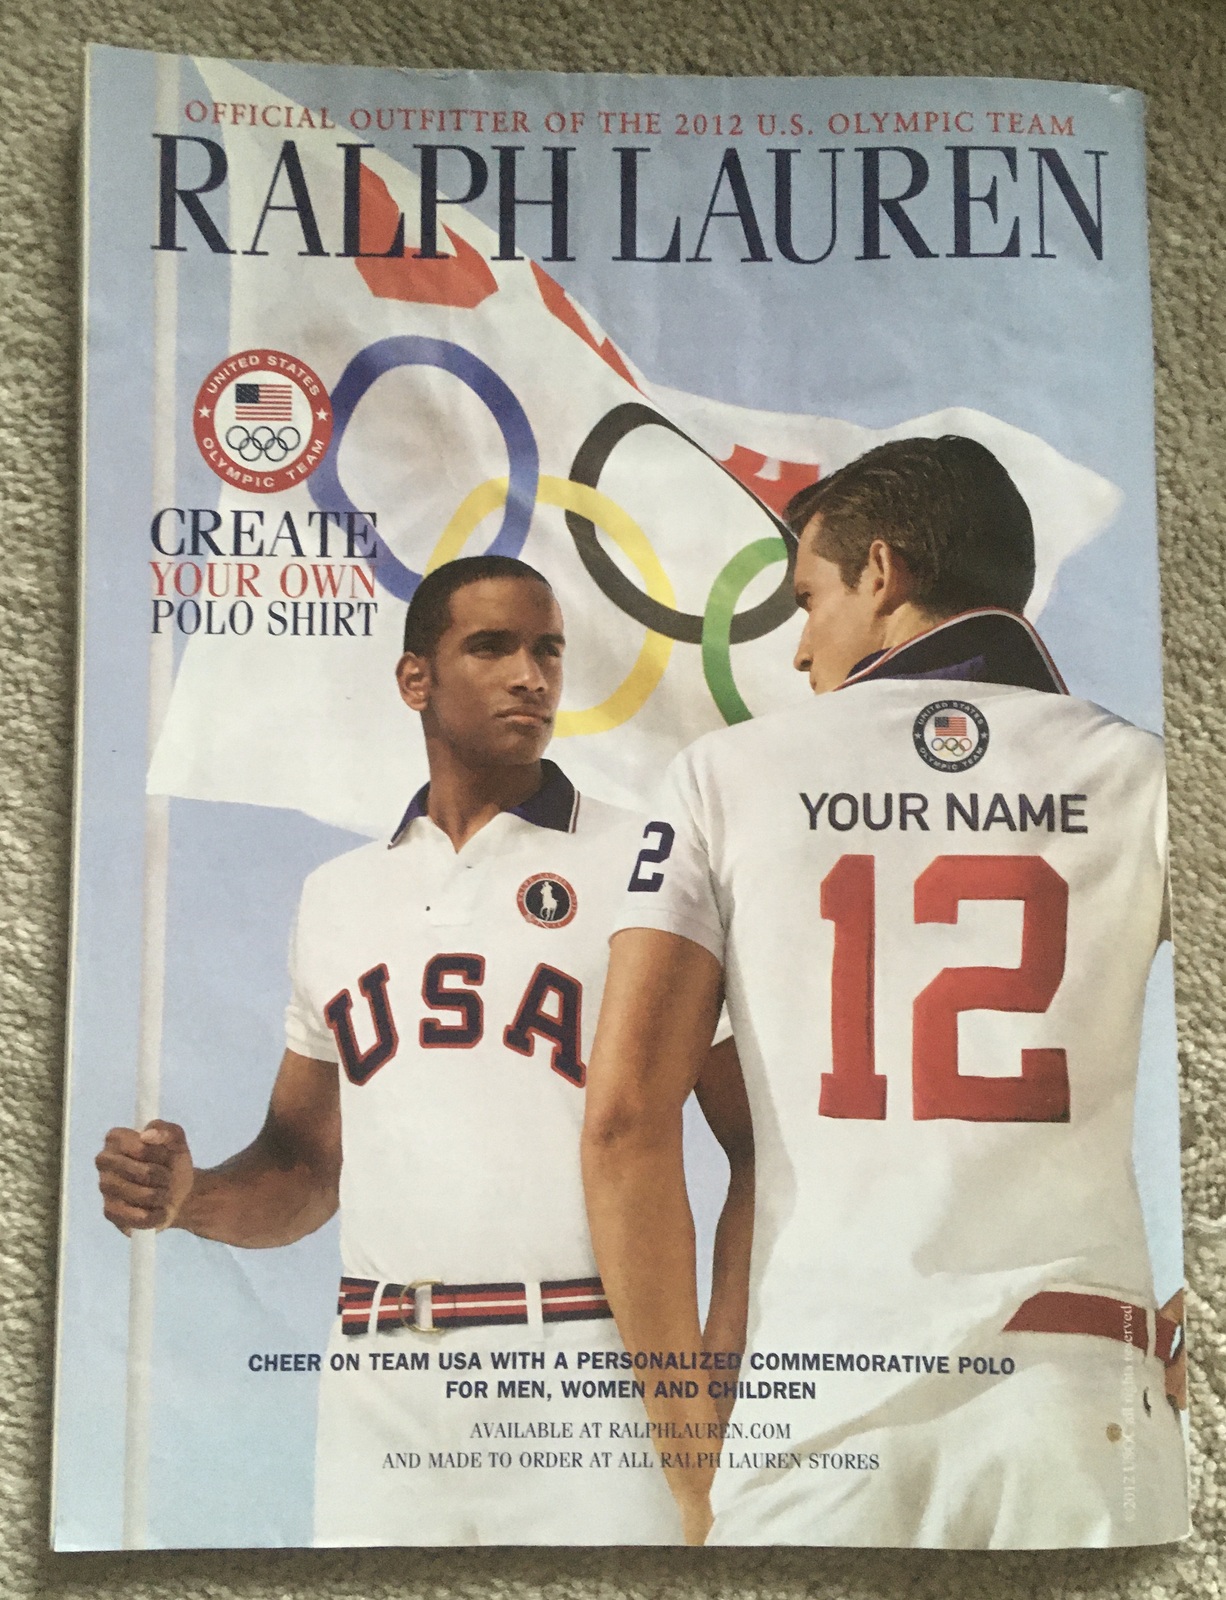 OFFICIAL OUTFITTER OF THE 2012 U.S. OLYMPIC TEAM
RALPH LAUREN
UNITED STATES
OLYMPIC TEAM
CREATE
YOUR OWN
POLO SHIRT
UNITED STATES
OLYMPIC TEAM
YOUR NAME
12
2
USA
CHEER ON TEAM USA WITH A PERSONALIZED COMMEMORATIVE POLO
FOR MEN, WOMEN AND CHILDREN
AVAILABLE AT RALPHLAUREN.COM
AND MADE TO ORDER AT ALL RALPH LAUREN STORES
©2012